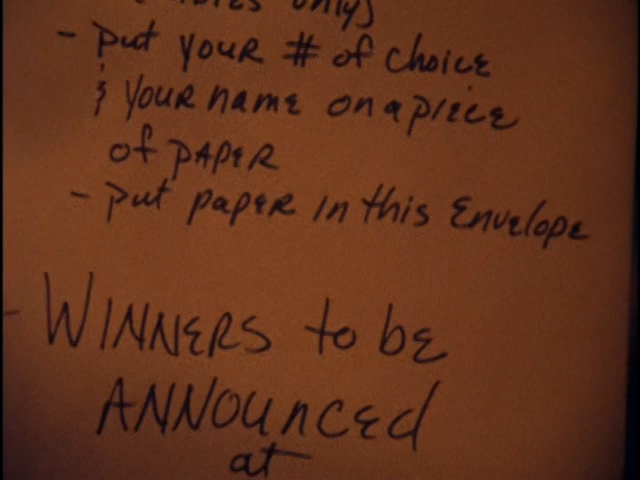 only)
- Put YOUR # of choice
& YOUR name on a piece
of PAPER
- put paper in this Envelope
- WINNERS to be
ANNOUnced
at